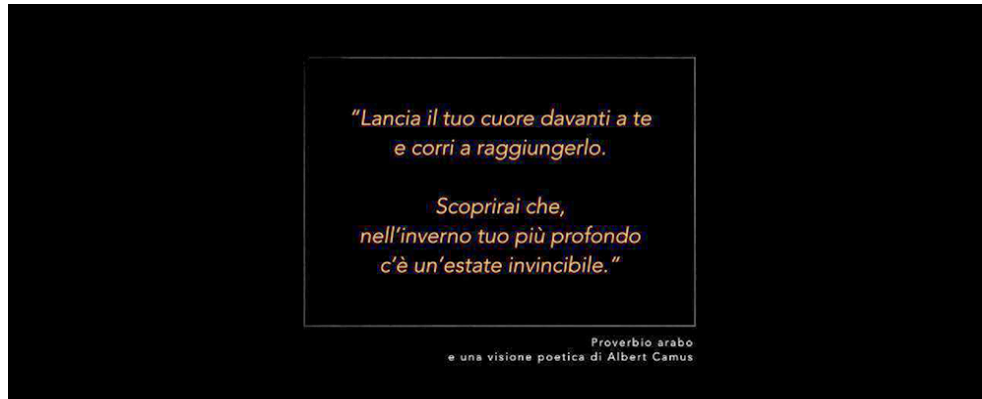 “Lancia il tuo cuore davanti a te
e corri a raggiungerlo.
Scoprirai che,
nell’inverno tuo più profondo
c’è un’estate invincibile.”
Proverbio arabo
e una visione poetica di Albert Camus